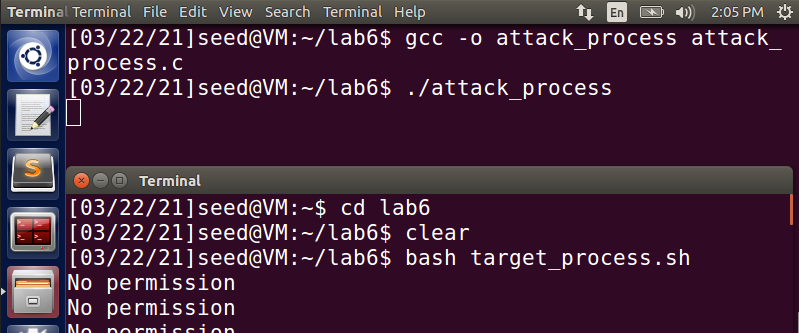 Terminal Terminal File Edit View Search Terminal Help En 2:05 PM
[03/22/21]seed@VM:~/lab6$ gcc -o attack_process attack_
process.c
[03/22/21]seed@VM:~/lab6$ ./attack_process
Terminal
[03/22/21]seed@VM:~$ cd lab6
[03/22/21]seed@VM:~/lab6$ clear
[03/22/21]seed@VM:~/lab6$ bash target_process.sh
No permission
No permission
No permission